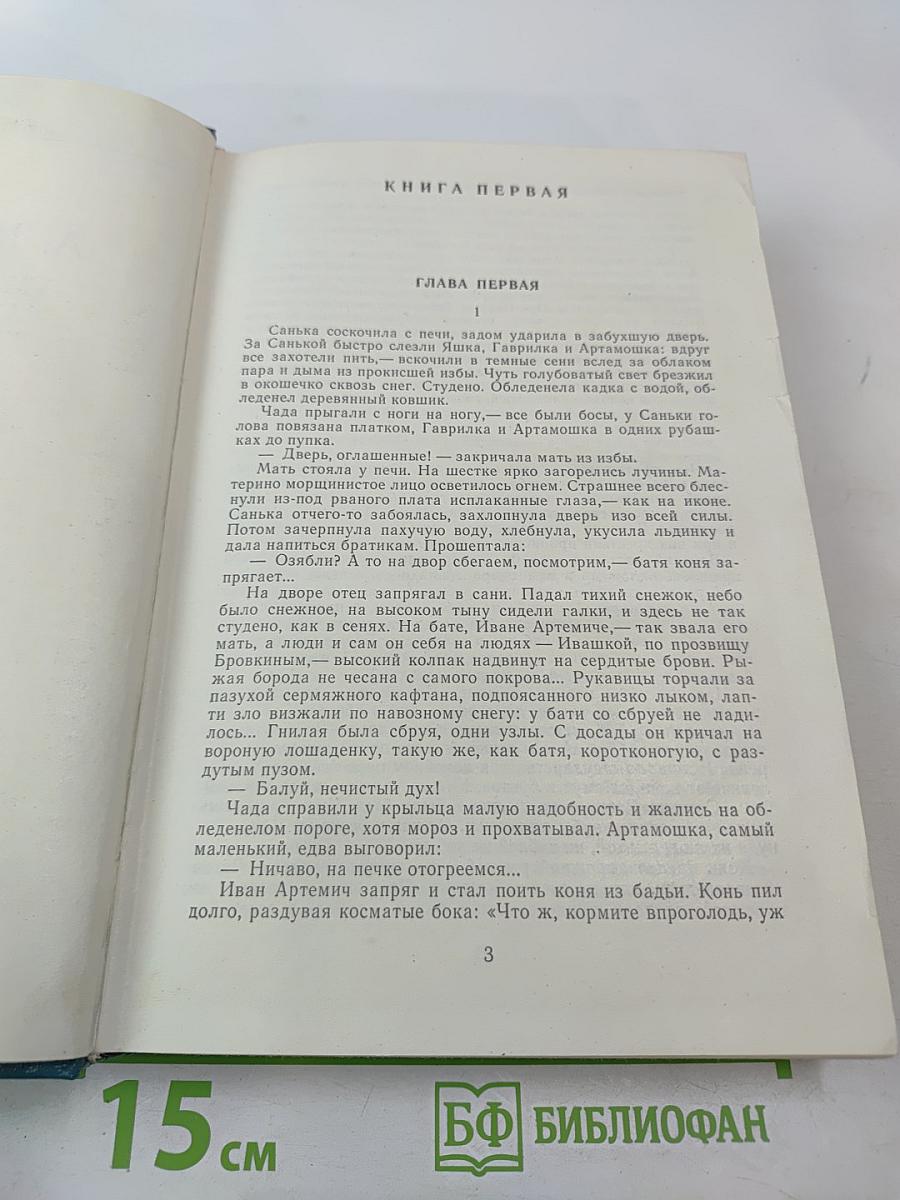 КНИГА ПЕРВАЯ
ГЛАВА ПЕРВАЯ
1
Санька соскочила с печи, задом ударила в забухшую дверь.
За Санькой быстро слезли Яшка, Гаврилка и Артамошка: вдруг
все захотели пить,— вскочили в темные сени вслед за облаком
пара и дыма из прокисшей избы. Чуть голубоватый свет брезжил
в окошечко сквозь снег. Студено. Обледенела кадка с водой, об-
леденел деревянный ковшик.
Чада прыгали с ноги на ногу,— все были босы, у Саньки го-
лова повязана платком, Гаврилка и Артамошка в одних рубаш-
ках до пупка.
— Дверь, оглашенные! — закричала мать из избы.
Мать стояла у печи. На шестке ярко загорелись лучины. Ма-
терино морщинистое лицо осветилось огнем. Страшнее всего блес-
нули из-под рваного плата исплаканные глаза,— как на иконе.
Санька отчего-то забоялась, захлопнула дверь изо всей силы.
Потом зачерпнула пахучую воду, хлебнула, укусила льдинку и
дала напиться братикам. Прошептала:
— Озябли? А то на двор сбегаем, посмотрим,— батя коня за-
прягает...
На дворе отец запрягал в сани. Падал тихий снежок, небо
было снежное, на высоком тыну сидели галки, и здесь не так
студено, как в сенях. На бате, Иване Артемиче,— так звала его
мать, а люди и сам он себя на людях — Ивашкой, по прозвищу
Бровкиным,— высокий колпак надвинут на сердитые брови. Ры-
жая борода не чесана с самого покрова... Рукавицы торчали за
пазухой сермяжного кафтана, подпоясанного низко лыком, лап-
ти зло визжали по навозному снегу: у бати со сбруей не лади-
лось... Гнилая была сбруя, одни узлы. С досады он кричал на
вороную лошаденку, такую же, как батя, коротконогую, с раз-
дутым пузом.
— Балуй, нечистый дух!
Чада справили у крыльца малую надобность и жались на об-
леденелом пороге, хотя мороз и прохватывал. Артамошка, самый
маленький, едва выговорил:
— Ничаво, на печке отогреемся...
Иван Артемич запряг и стал поить коня из бадьи. Конь пил
долго, раздувая косматые бока: «Что ж, кормите впроголодь, уж
3
15 см
БФ БИБЛИОФАН